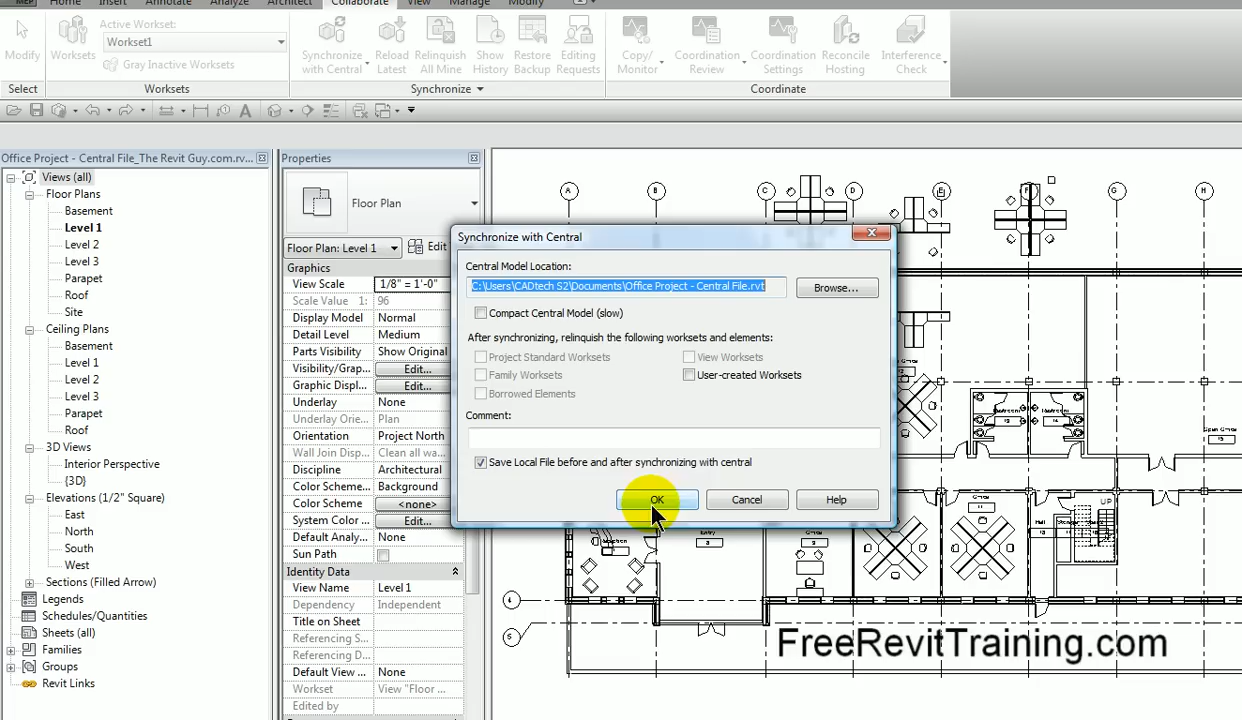 MEP Home Insert Annotate Analyze Architect Collaborate View Manage Modify
Modify
Worksets
Active Workset:
Workset1
Gray Inactive Worksets
Synchronize
with Central
Reload
Latest
Relinquish
All Mine
Show
History
Restore
Backup
Editing
Requests
Copy/
Monitor
Coordination
Review
Coordination
Settings
Reconcile
Hosting
Interference
Check
Select Worksets Synchronize Coordinate
Office Project - Central File_The Revit Guy.com.rv...
Views (all)
Floor Plans
Basement
Level 1
Level 2
Level 3
Parapet
Roof
Site
Ceiling Plans
Basement
Level 1
Level 2
Level 3
Parapet
Roof
3D Views
Interior Perspective
{3D}
Elevations (1/2" Square)
East
North
South
West
Sections (Filled Arrow)
Legends
Schedules/Quantities
Sheets (all)
Families
Groups
Revit Links
Properties
Floor Plan
Floor Plan: Level 1 Edit
Graphics
View Scale 1/8" = 1'-0"
Scale Value 1: 96
Display Model Normal
Detail Level Medium
Parts Visibility Show Original
Visibility/Grap... Edit...
Graphic Displ... Edit...
Underlay None
Underlay Orie... Plan
Orientation Project North
Wall Join Displ... Clean all wa
Discipline Architectural
Color Scheme... Background
Color Scheme <none>
System Color ... Edit...
Default Analy... None
Sun Path
Identity Data
View Name Level 1
Dependency Independent
Title on Sheet
Referencing S...
Referencing D...
Default View ... None
Workset View "Floor
Edited by
Synchronize with Central
Central Model Location:
C:\Users\CADtech S2\Documents\Office Project - Central File.rvt
Browse...
Compact Central Model (slow)
After synchronizing, relinquish the following worksets and elements:
Project Standard Worksets View Worksets
Family Worksets User-created Worksets
Borrowed Elements
Comment:
Save Local File before and after synchronizing with central
OK Cancel Help
A B C D E F G H
UP
Entry
FreeRevitTraining.com